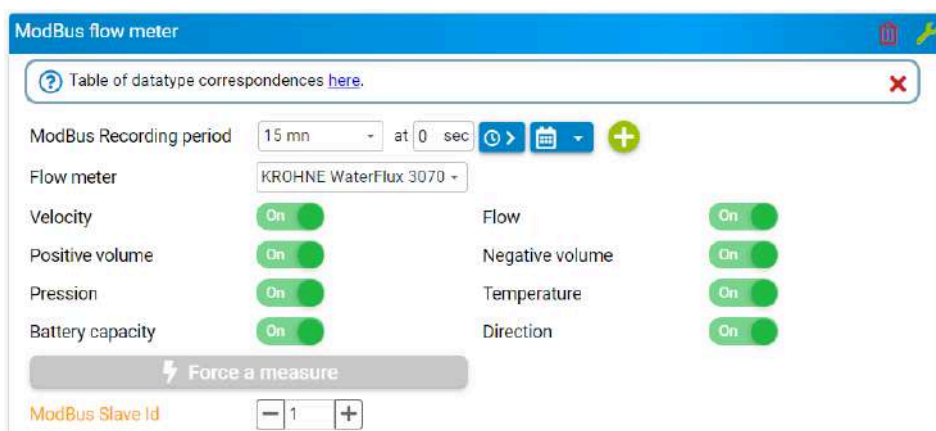 ModBus flow meter
Table of datatype correspondences here.
ModBus Recording period 15 mn at 0 sec
Flow meter KROHNE WaterFlux 3070
Velocity On Flow On
Positive volume On Negative volume On
Pression On Temperature On
Battery capacity On Direction On
Force a measure
ModBus Slave Id 1